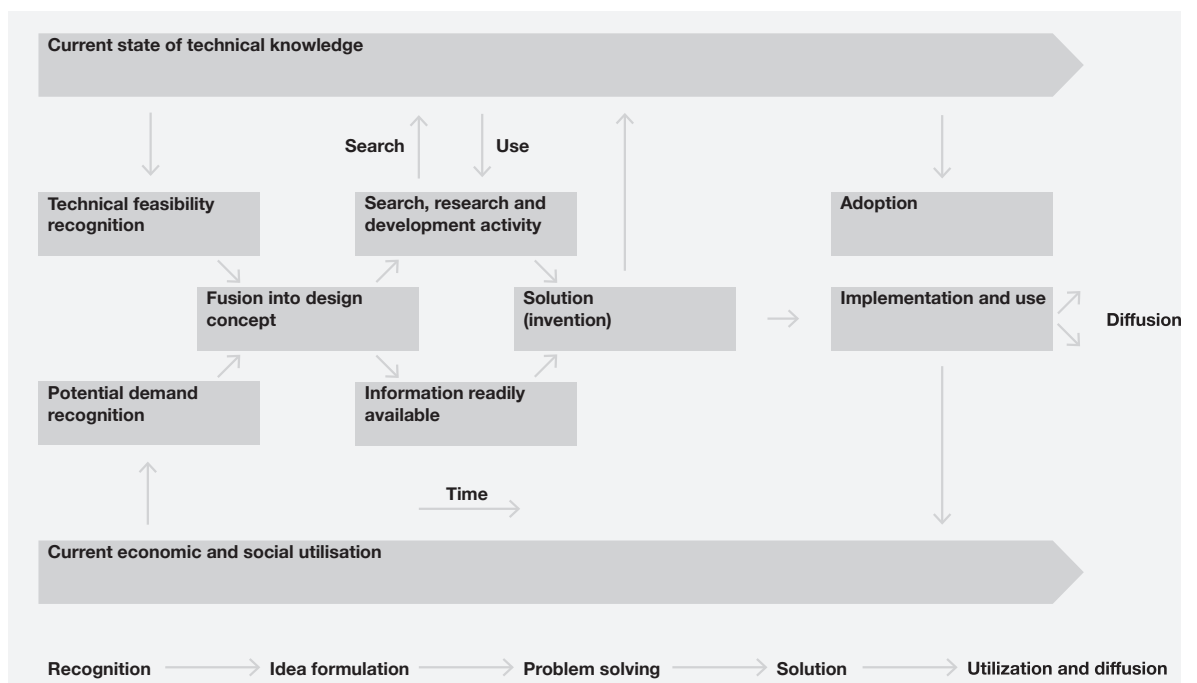 Current state of technical knowledge
Search
Use
Technical feasibility
recognition
Search, research and
development activity
Adoption
Fusion into design
concept
Solution
(invention)
Implementation and use
Diffusion
Potential demand
recognition
Information readily
available
Time
Current economic and social utilisation
Recognition
Idea formulation
Problem solving
Solution
Utilization and diffusion